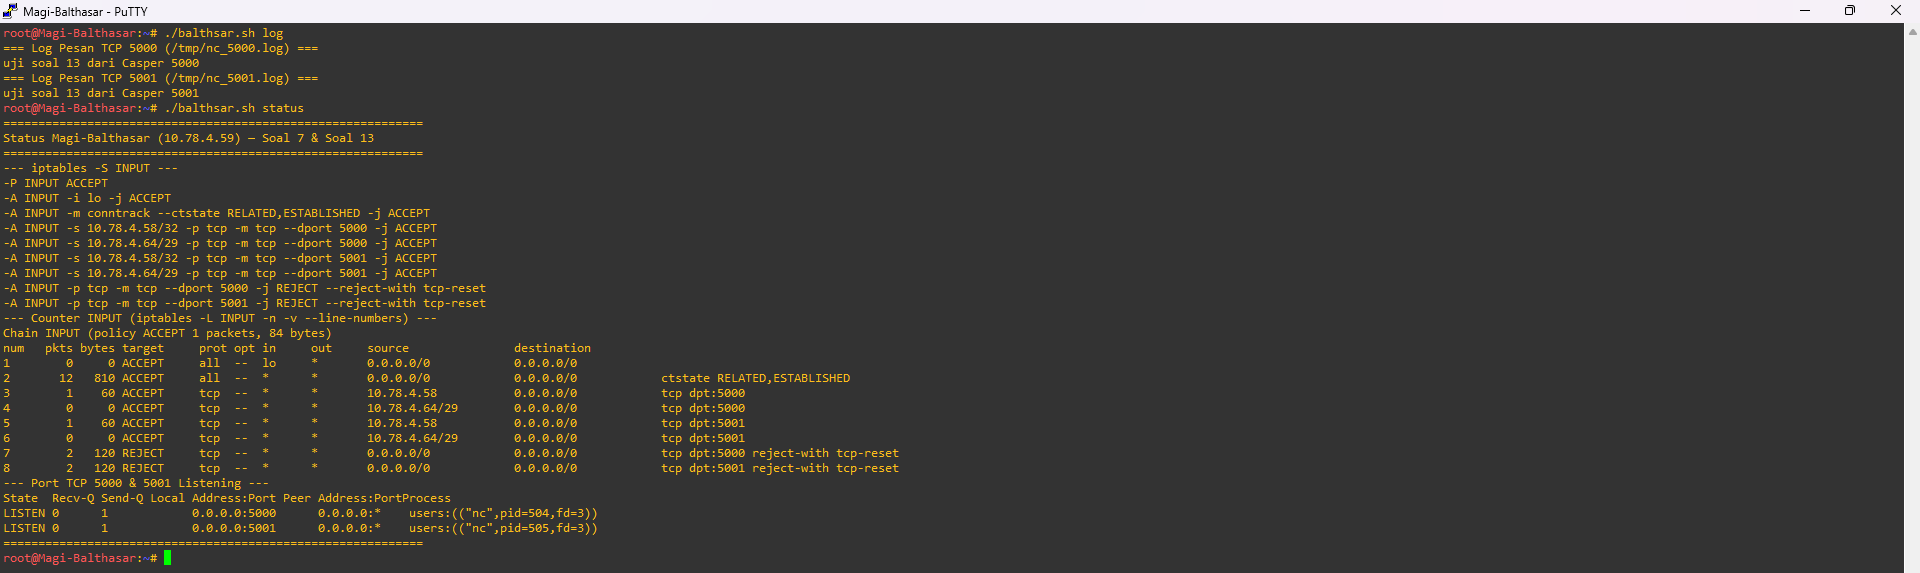 Magi-Balthasar - PuTTY
root@Magi-Balthasar:~# ./balthsar.sh log
=== Log Pesan TCP 5000 (/tmp/nc_5000.log) ===
uji soal 13 dari Casper 5000
=== Log Pesan TCP 5001 (/tmp/nc_5001.log) ===
uji soal 13 dari Casper 5001
root@Magi-Balthasar:~# ./balthsar.sh status
============================================================
Status Magi-Balthasar (10.78.4.59) — Soal 7 & Soal 13
============================================================
--- iptables -S INPUT ---
-P INPUT ACCEPT
-A INPUT -i lo -j ACCEPT
-A INPUT -m conntrack --ctstate RELATED,ESTABLISHED -j ACCEPT
-A INPUT -s 10.78.4.58/32 -p tcp -m tcp --dport 5000 -j ACCEPT
-A INPUT -s 10.78.4.64/29 -p tcp -m tcp --dport 5000 -j ACCEPT
-A INPUT -s 10.78.4.58/32 -p tcp -m tcp --dport 5001 -j ACCEPT
-A INPUT -s 10.78.4.64/29 -p tcp -m tcp --dport 5001 -j ACCEPT
-A INPUT -p tcp -m tcp --dport 5000 -j REJECT --reject-with tcp-reset
-A INPUT -p tcp -m tcp --dport 5001 -j REJECT --reject-with tcp-reset
--- Counter INPUT (iptables -L INPUT -n -v --line-numbers) ---
Chain INPUT (policy ACCEPT 1 packets, 84 bytes)
num   pkts bytes target     prot opt in     out     source               destination
1        0     0 ACCEPT     all  --  lo     *       0.0.0.0/0            0.0.0.0/0
2       12   810 ACCEPT     all  --  *      *       0.0.0.0/0            0.0.0.0/0            ctstate RELATED,ESTABLISHED
3        1    60 ACCEPT     tcp  --  *      *       10.78.4.58           0.0.0.0/0            tcp dpt:5000
4        0     0 ACCEPT     tcp  --  *      *       10.78.4.64/29        0.0.0.0/0            tcp dpt:5000
5        1    60 ACCEPT     tcp  --  *      *       10.78.4.58           0.0.0.0/0            tcp dpt:5001
6        0     0 ACCEPT     tcp  --  *      *       10.78.4.64/29        0.0.0.0/0            tcp dpt:5001
7        2   120 REJECT     tcp  --  *      *       0.0.0.0/0            0.0.0.0/0            tcp dpt:5000 reject-with tcp-reset
8        2   120 REJECT     tcp  --  *      *       0.0.0.0/0            0.0.0.0/0            tcp dpt:5001 reject-with tcp-reset
--- Port TCP 5000 & 5001 Listening ---
State  Recv-Q Send-Q Local Address:Port Peer Address:PortProcess
LISTEN 0      1            0.0.0.0:5000      0.0.0.0:*    users:(("nc",pid=504,fd=3))
LISTEN 0      1            0.0.0.0:5001      0.0.0.0:*    users:(("nc",pid=505,fd=3))
============================================================
root@Magi-Balthasar:~#